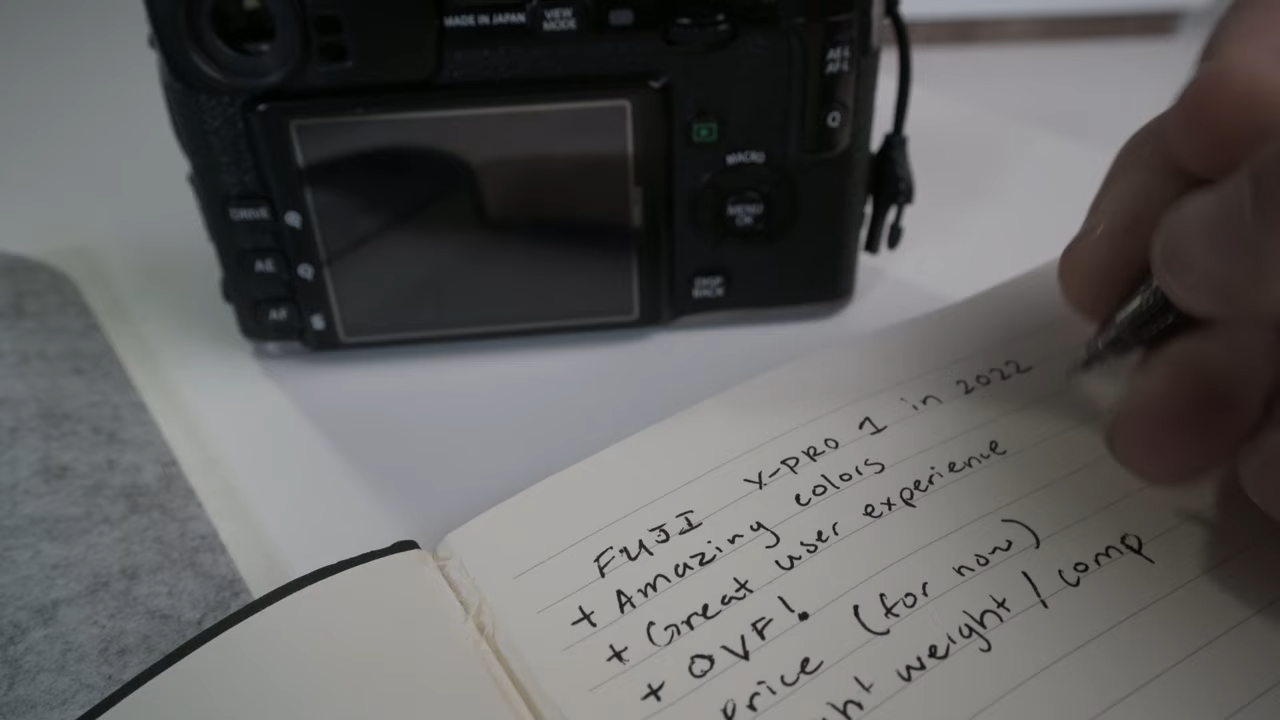 MADE IN JAPAN
VIEW MODE
AE-L
AF-L
Q
MACRO
MENU
OK
DISP
BACK
DRIVE
AE
AF
FUJI X-PRO 1 in 2022
+ Amazing colors
+ Great user experience
+ OVF!
price (for now)
weight / comp